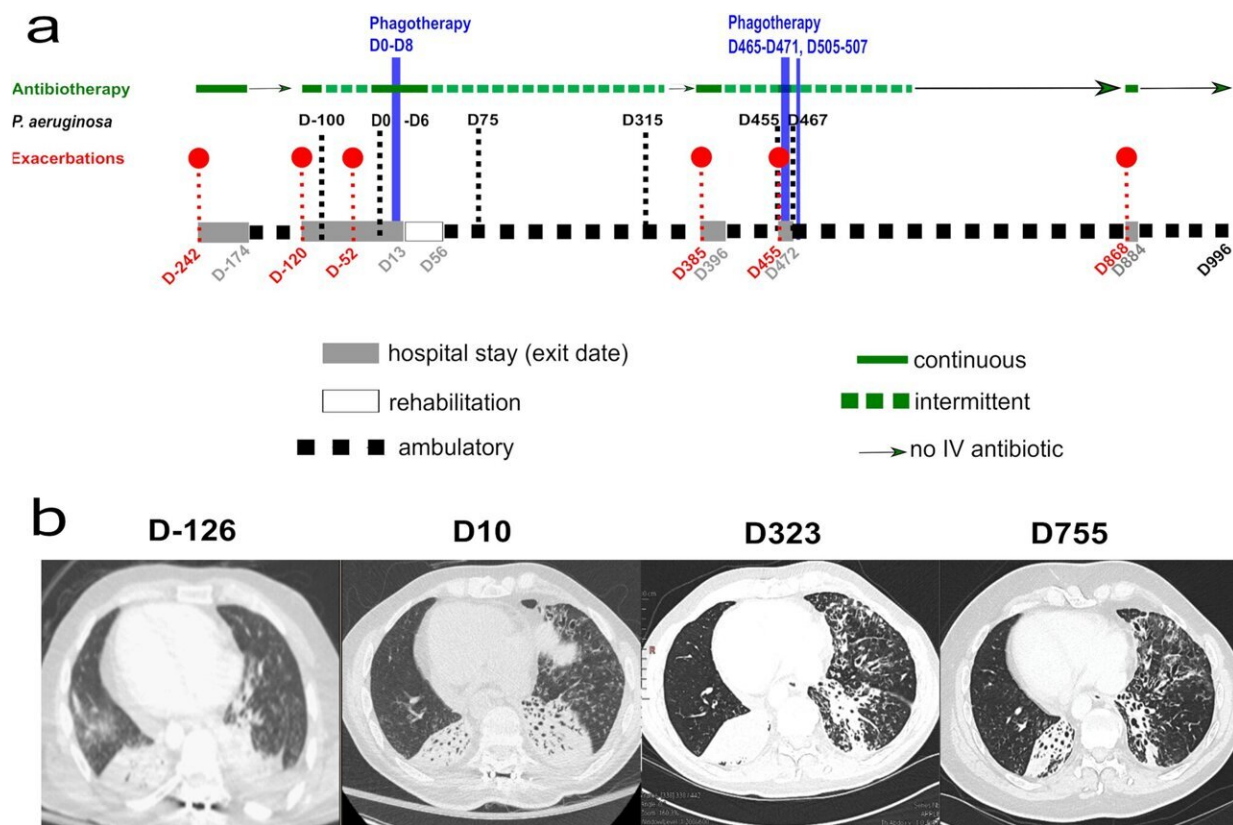 a
Phagotherapy
D0-D8
Phagotherapy
D465-D471, D505-507
Antibiotherapy
P. aeruginosa
D-100
D0
-D6
D75
D315
D455
D467
Exacerbations
D-242
D-174
D-120
D-52
D13
D56
D385
D396
D455
D472
D868
D884
D996
hospital stay (exit date)
continuous
rehabilitation
intermittent
ambulatory
no IV antibiotic
b
D-126
D10
D323
D755